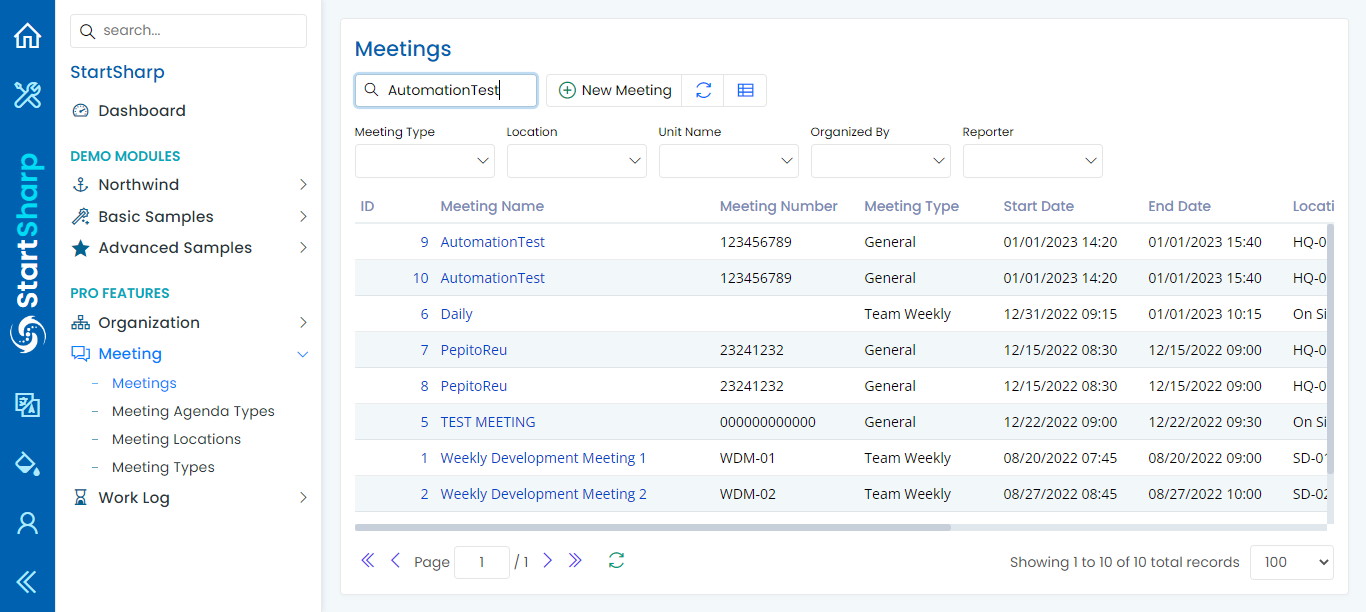 search...
StartSharp
Dashboard
DEMO MODULES
Northwind
Basic Samples
Advanced Samples
PRO FEATURES
Organization
Meeting
Meetings
Meeting Agenda Types
Meeting Locations
Meeting Types
Work Log
StartSharp
Meetings
AutomationTest
New Meeting
Meeting Type Location Unit Name Organized By Reporter
ID Meeting Name Meeting Number Meeting Type Start Date End Date Locati
9 AutomationTest 123456789 General 01/01/2023 14:20 01/01/2023 15:40 HQ-0
10 AutomationTest 123456789 General 01/01/2023 14:20 01/01/2023 15:40 HQ-0
6 Daily Team Weekly 12/31/2022 09:15 01/01/2023 10:15 On Si
7 PepitoReu 23241232 General 12/15/2022 08:30 12/15/2022 09:00 HQ-0
8 PepitoReu 23241232 General 12/15/2022 08:30 12/15/2022 09:00 HQ-0
5 TEST MEETING 000000000000 General 12/22/2022 09:00 12/22/2022 09:30 On Si
1 Weekly Development Meeting 1 WDM-01 Team Weekly 08/20/2022 07:45 08/20/2022 09:00 SD-01
2 Weekly Development Meeting 2 WDM-02 Team Weekly 08/27/2022 08:45 08/27/2022 10:00 SD-02
Page 1 / 1 Showing 1 to 10 of 10 total records 100